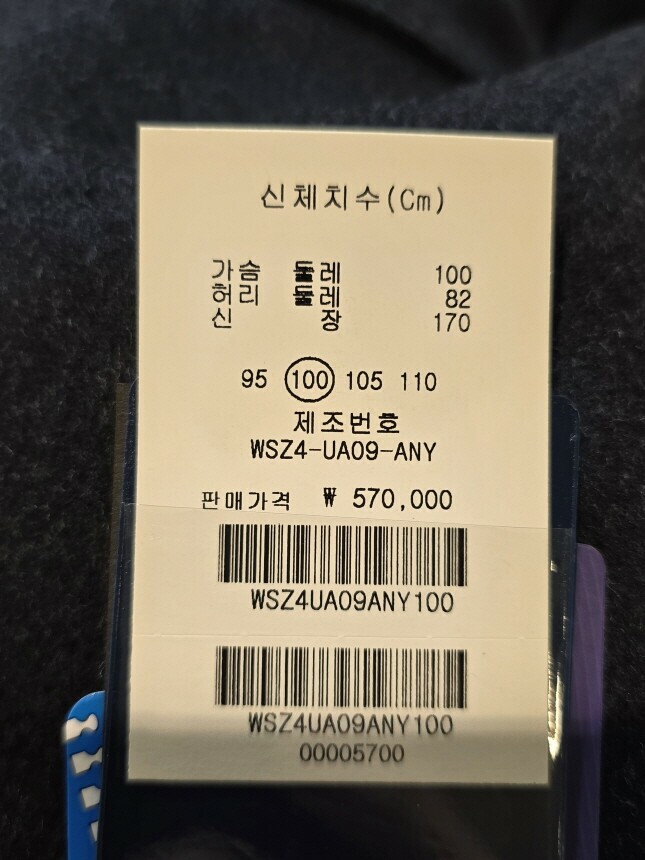 신체치수(Cm)
가슴 둘레 100
허리 둘레 82
신 장 170
95 100 105 110
제조번호
WSZ4-UA09-ANY
판매가격 ₩ 570,000
WSZ4UA09ANY100
WSZ4UA09ANY100
00005700